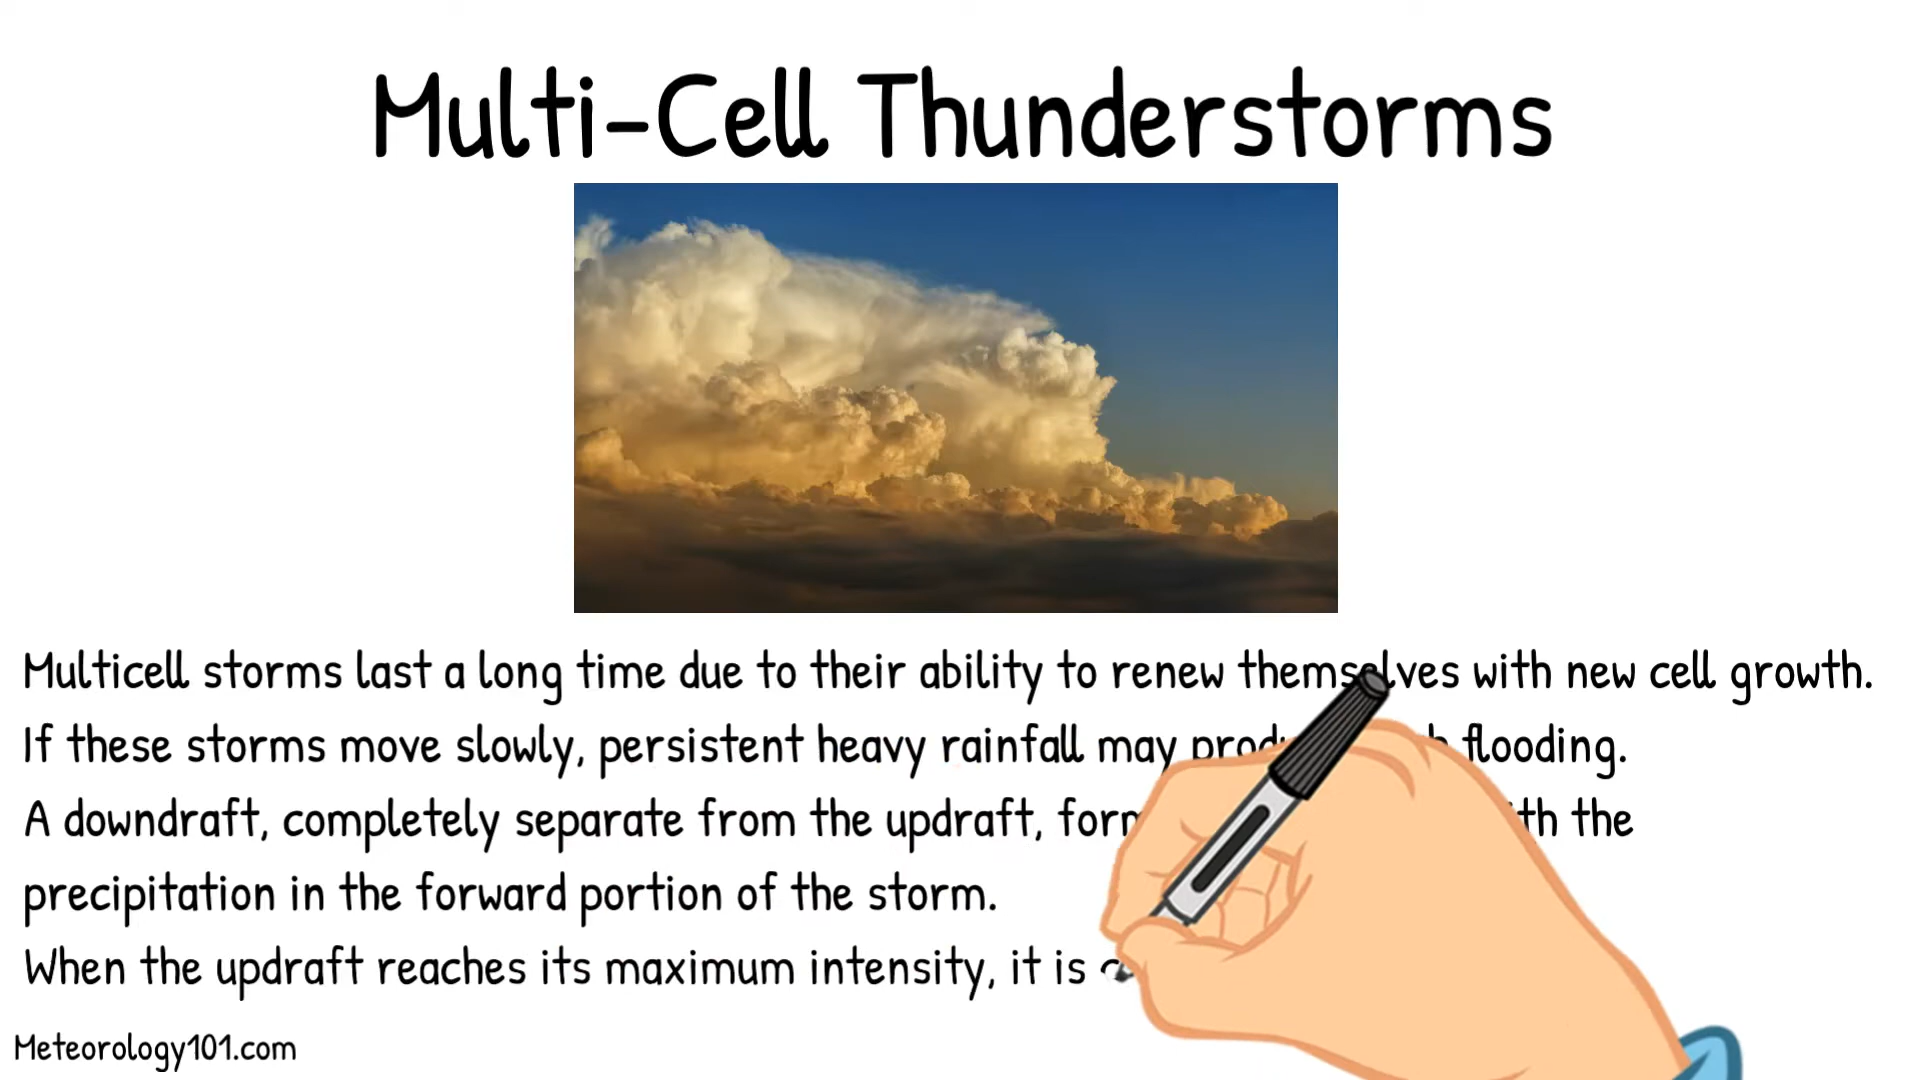 Multi-Cell Thunderstorms
Multicell storms last a long time due to their ability to renew themselves with new cell growth.
If these storms move slowly, persistent heavy rainfall may flooding.
A downdraft, completely separate from the updraft, the
precipitation in the forward portion of the storm.
When the updraft reaches its maximum intensity, it is
Meteorology101.com